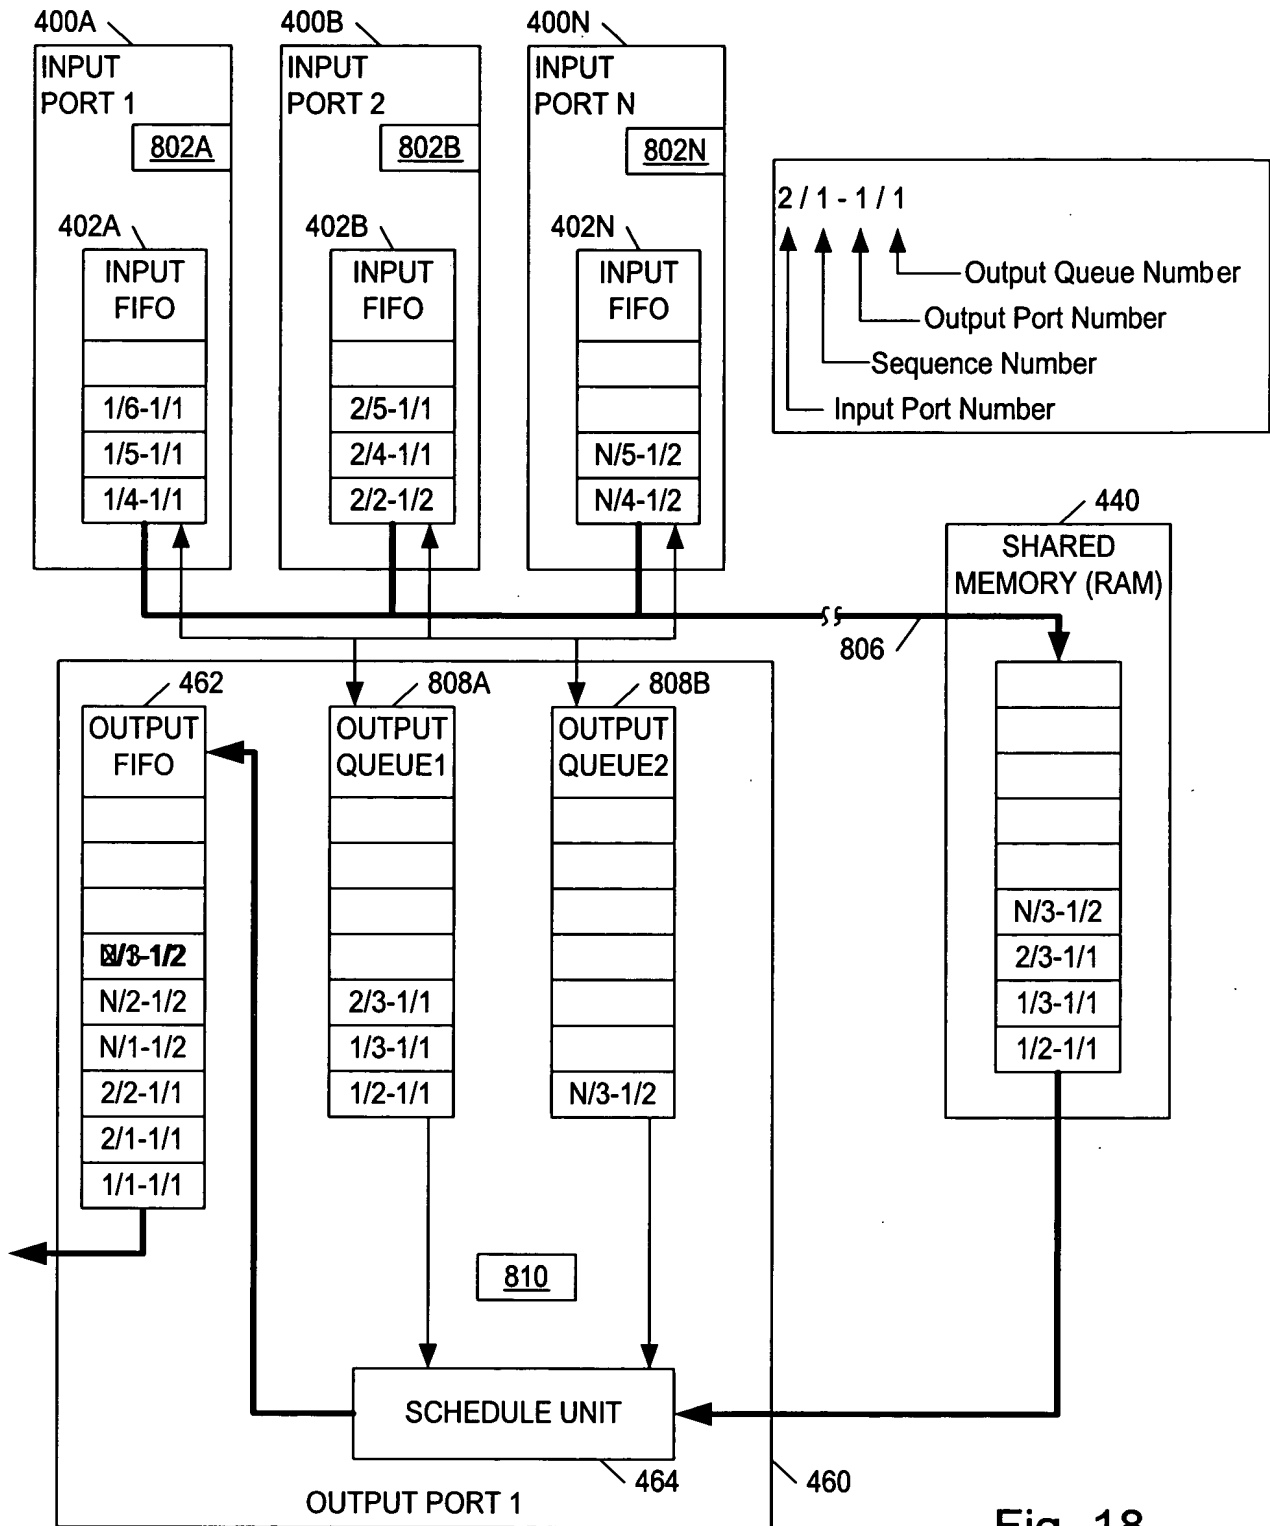 400A
400B
400N
INPUT
PORT 1
INPUT
PORT 2
INPUT
PORT N
802A
802B
802N
402A
402B
402N
INPUT
FIFO
1/6-1/1
1/5-1/1
1/4-1/1
INPUT
FIFO
2/5-1/1
2/4-1/1
2/2-1/2
INPUT
FIFO
N/5-1/2
N/4-1/2
2 / 1 - 1 / 1
Output Queue Number
Output Port Number
Sequence Number
Input Port Number
440
SHARED
MEMORY (RAM)
806
N/3-1/2
2/3-1/1
1/3-1/1
1/2-1/1
462
808A
808B
OUTPUT
FIFO
N/2-1/2
N/1-1/2
2/2-1/1
2/1-1/1
1/1-1/1
OUTPUT
QUEUE1
2/3-1/1
1/3-1/1
1/2-1/1
OUTPUT
QUEUE2
N/3-1/2
810
SCHEDULE UNIT
464
460
OUTPUT PORT 1
Fig. 18